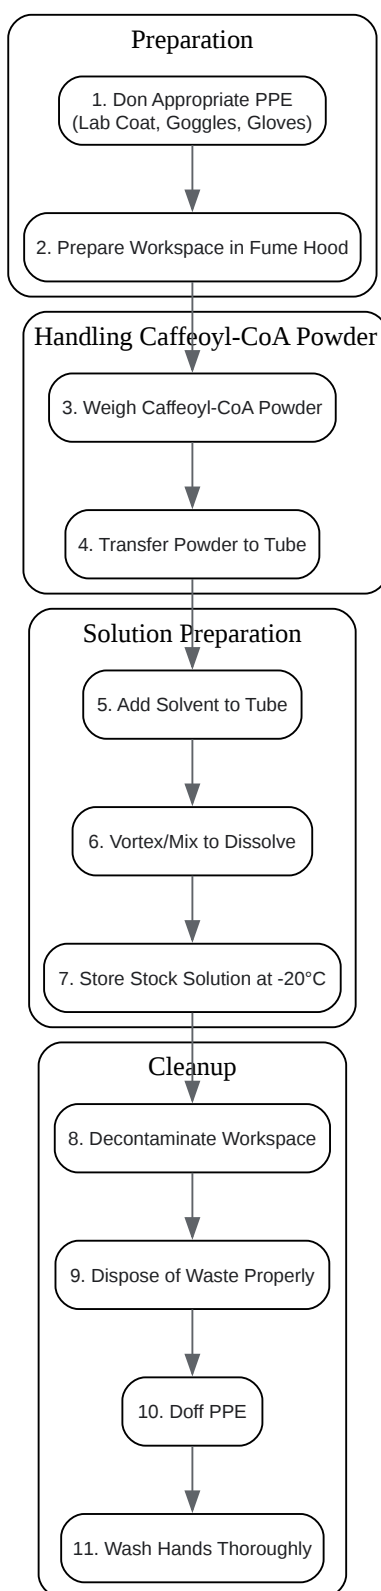 Preparation
1. Don Appropriate PPE
(Lab Coat, Goggles, Gloves)
2. Prepare Workspace in Fume Hood
Handling Caffeoyl-CoA Powder
3. Weigh Caffeoyl-CoA Powder
4. Transfer Powder to Tube
Solution Preparation
5. Add Solvent to Tube
6. Vortex/Mix to Dissolve
7. Store Stock Solution at -20°C
Cleanup
8. Decontaminate Workspace
9. Dispose of Waste Properly
10. Doff PPE
11. Wash Hands Thoroughly